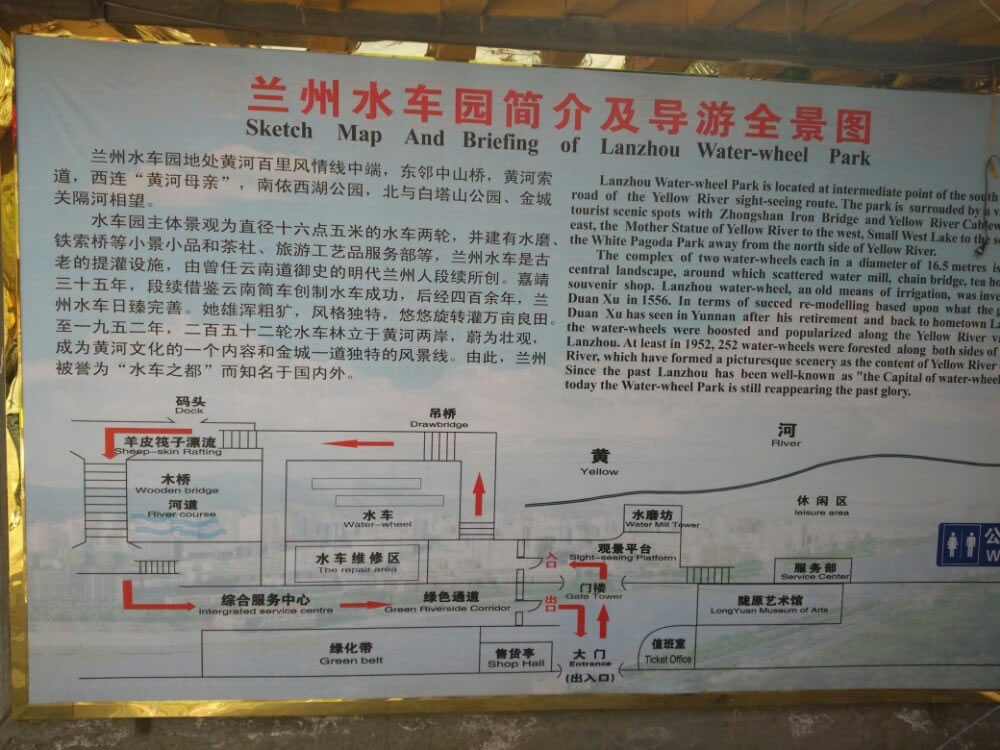 兰州水车园简介及导游全景图
Sketch Map And Briefing of Lanzhou Water-wheel Park
兰州水车园地处黄河百里风情线中端，东邻中山桥，黄河索
道，西连“黄河母亲”，南依西湖公园，北与白塔山公园、金城
关隔河相望。
水车园主体景观为直径十六点五米的水车两轮，并建有水磨、
铁索桥等小景小品和茶社、旅游工艺品服务部等，兰州水车是古
老的提灌设施，由曾任云南道御史的明代兰州人段续所创。嘉靖
三十五年，段续借鉴云南筒车创制水车成功，后经四百余年，兰
州水车日臻完善。她雄浑粗犷，风格独特，悠悠旋转灌万亩良田。
至一九五二年，二百五十二轮水车林立于黄河两岸，蔚为壮观，
成为黄河文化的一个内容和金城一道独特的风景线。由此，兰州
被誉为“水车之都”而知名于国内外。
Lanzhou Water-wheel Park is located at intermediate point of the south
road of the Yellow River sight-seeing route. The park is surrouded by a
tourist scenic spots with Zhongshan Iron Bridge and Yellow River
east, the Mother Statue of Yellow River to the west, Small West Lake to the
the White Pagoda Park away from the north side of Yellow River.
The complex of two water-wheels each in a diameter of 16.5 metres is
central landscape, around which scattered water mill, chain bridge, tea
souvenir shop. Lanzhou water-wheel, an old means of irrigation, was
Duan Xu in 1556. In terms of succed re-modelling based upon what the
Duan Xu has seen in Yunnan after his retirement and back to hometown
the water-wheels were boosted and popularized along the Yellow River
Lanzhou. At least in 1952, 252 water-wheels were forested along both sides of
River, which have formed a picturesque scenery as the content of Yellow River
Since the past Lanzhou has been well-known as "the Capital of
today the Water-wheel Park is still reappearing the past glory.
码头
Dock
吊桥
Drawbridge
羊皮筏子漂流
Sheep-skin Rafting
木桥
Wooden bridge
河道
River course
水车
Water-wheel
水车维修区
The repair area
黄
Yellow
河
River
休闲区
leisure area
水磨坊
Water Mill Tower
观景平台
Sight-seeing Platform
入口
服务部
Service Center
公
W
综合服务中心
Intergrated service centre
绿色通道
Green Riverside Corridor
出口
门楼
Gate Tower
陇原艺术馆
LongYuan Museum of Arts
绿化带
Green belt
售货亭
Shop Hall
大门
Entrance
(出入口)
值班室
Ticket Office